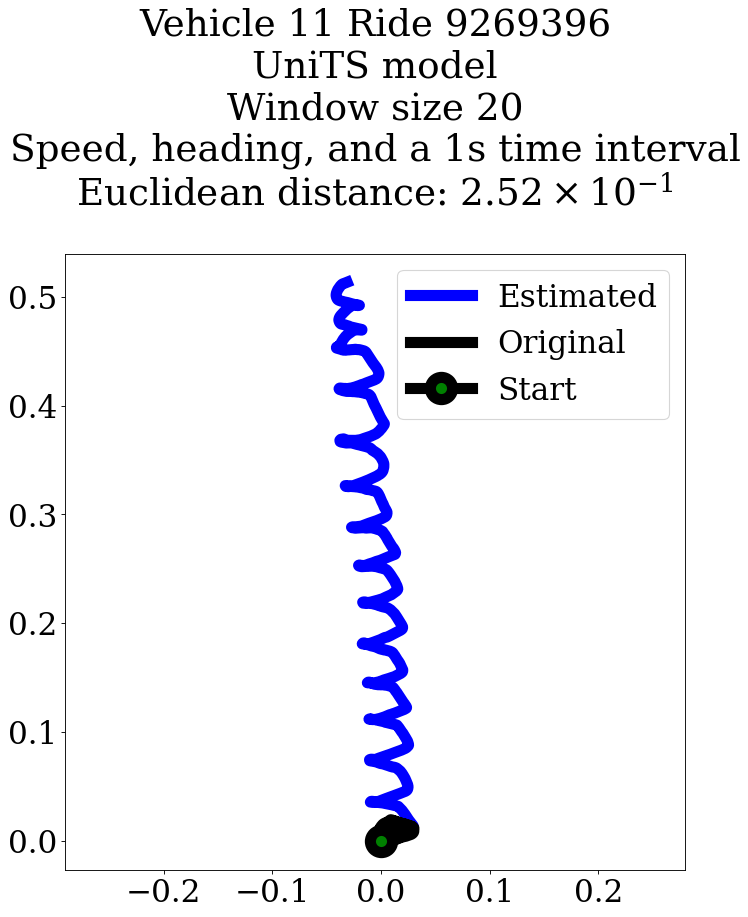 Vehicle 11 Ride 9269396
UniTS model
Window size 20
Speed, heading, and a 1s time interval
Euclidean distance: 2.52 × 10⁻¹
Estimated
Original
Start
0.5
0.4
0.3
0.2
0.1
0.0
−0.2 −0.1 0.0 0.1 0.2